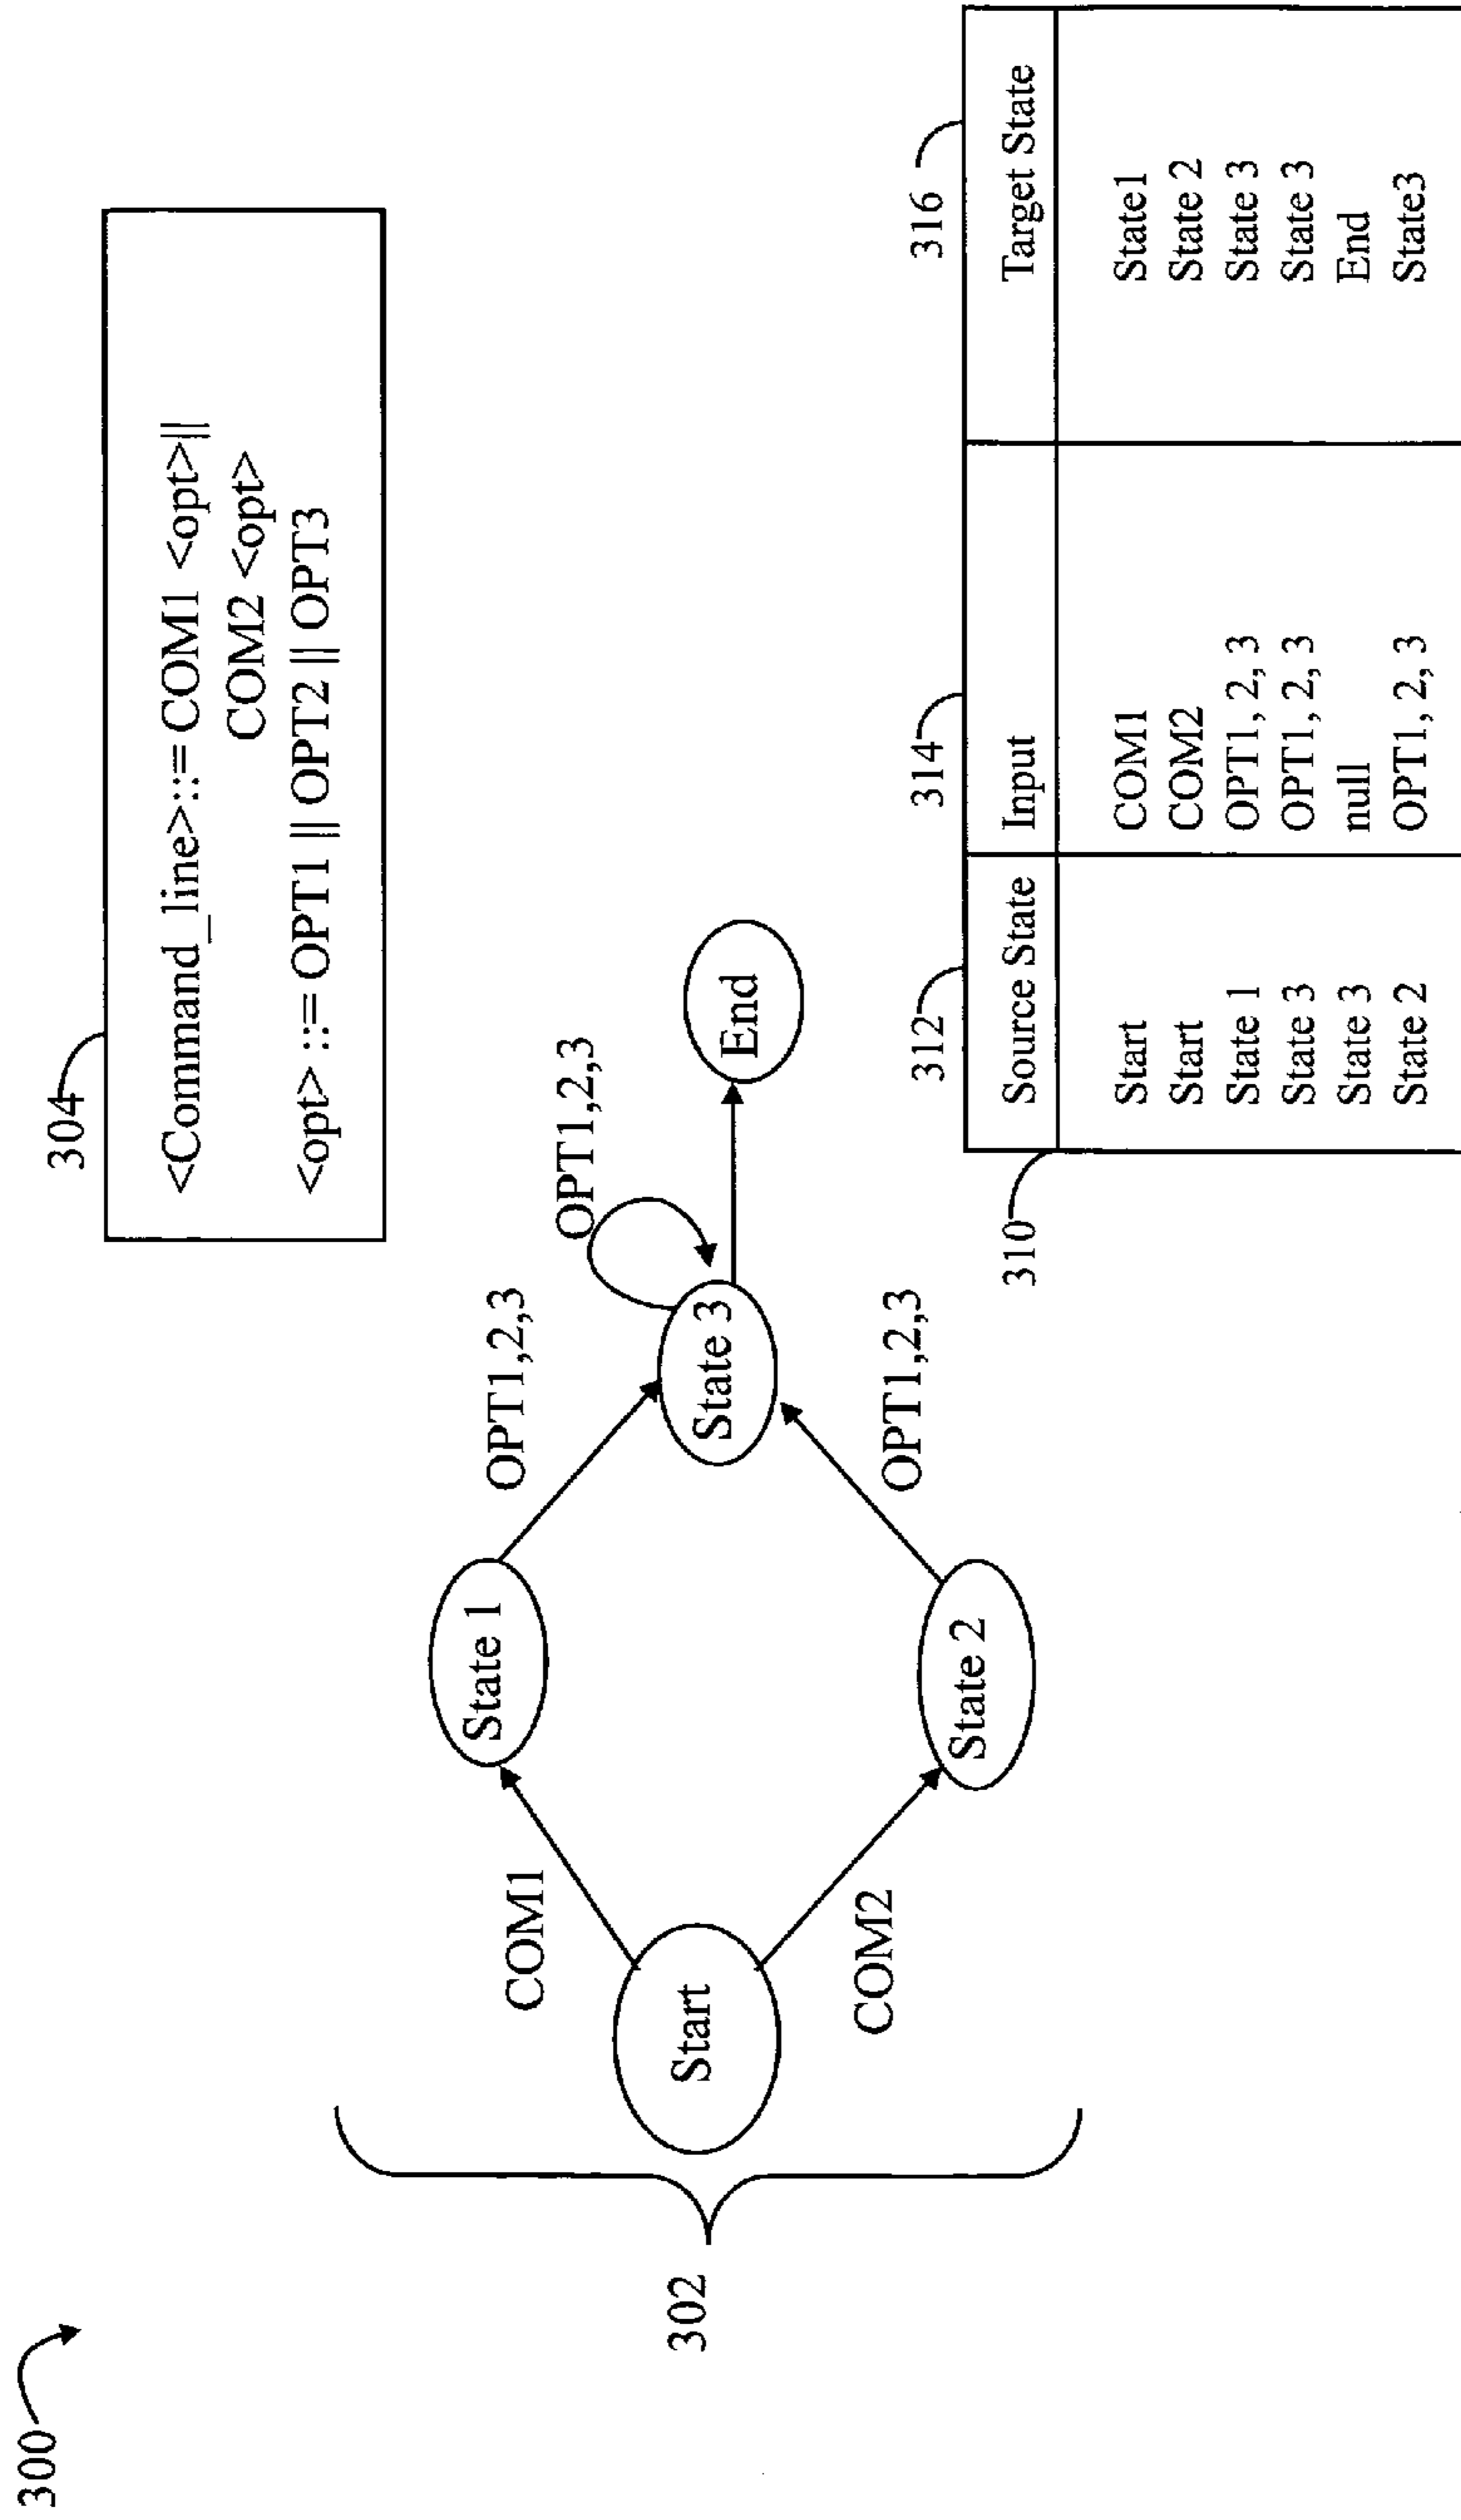 300
304
<Command_line>::=COM1 <opt>||
COM2 <opt>
<opt> ::= OPT1 || OPT2 || OPT3
302
Start
COM1
COM2
State 1
State 2
OPT1,2,3
OPT1,2,3
State 3
OPT1,2,3
End
310
312
314
316
Source State Input Target State
Start COM1 State1
Start COM2 State 2
State 1 OPT1, 2, 3 State 3
State 3 OPT1, 2, 3 State 3
State 3 null End
State 2 OPT1, 2, 3 State3